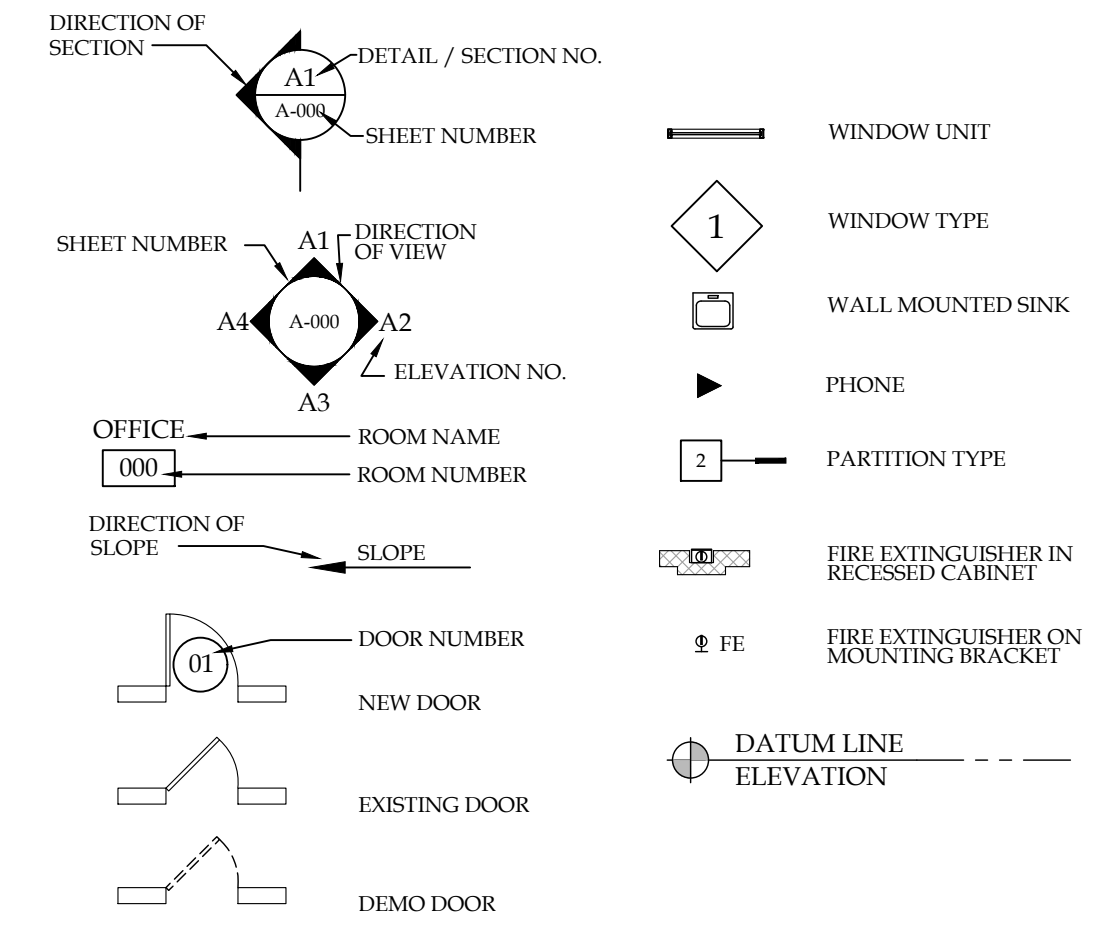 DIRECTION OF
SECTION
DETAIL / SECTION NO.
A1
A-000
SHEET NUMBER
SHEET NUMBER
A1
DIRECTION
OF VIEW
A4
A-000
A2
ELEVATION NO.
A3
OFFICE
ROOM NAME
000
ROOM NUMBER
DIRECTION OF
SLOPE
SLOPE
DOOR NUMBER
01
NEW DOOR
EXISTING DOOR
DEMO DOOR
WINDOW UNIT
1
WINDOW TYPE
WALL MOUNTED SINK
PHONE
2
PARTITION TYPE
FIRE EXTINGUISHER IN
RECESSED CABINET
FE
FIRE EXTINGUISHER ON
MOUNTING BRACKET
DATUM LINE
ELEVATION